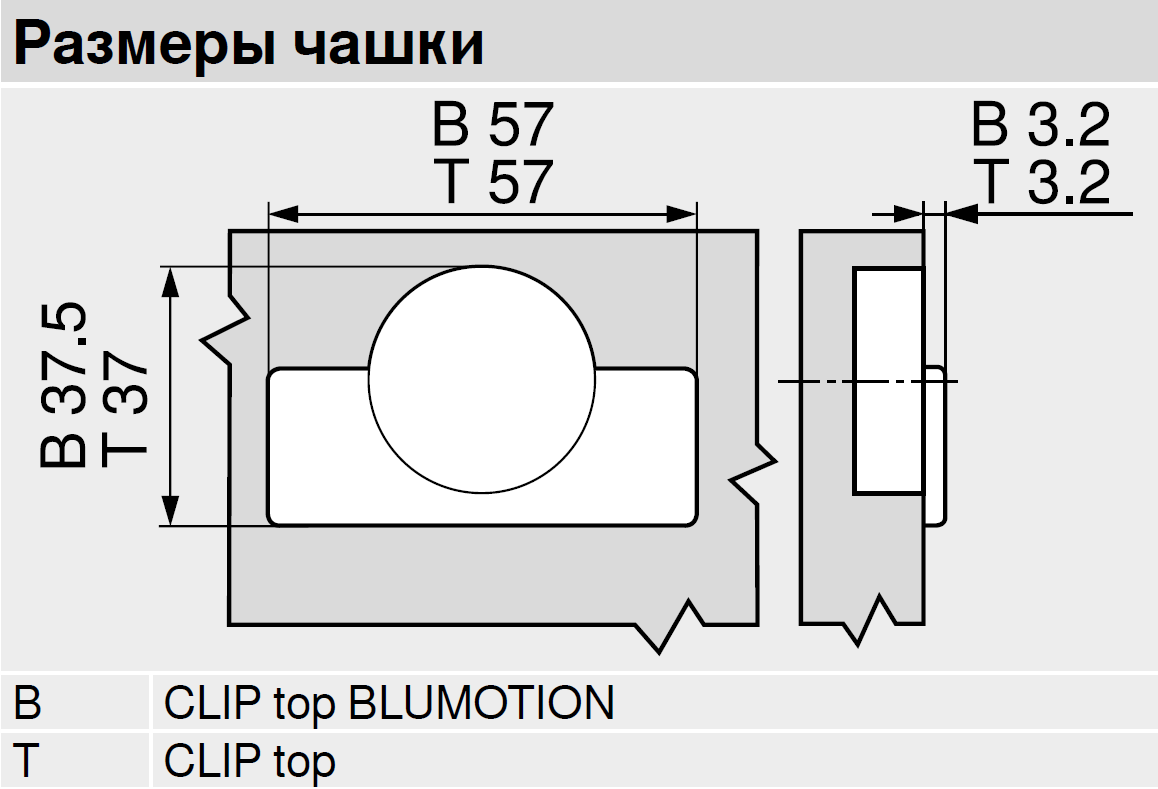 Размеры чашки
B 57
T 57
B 3.2
T 3.2
B 37.5
T 37
B CLIP top BLUMOTION
T CLIP top